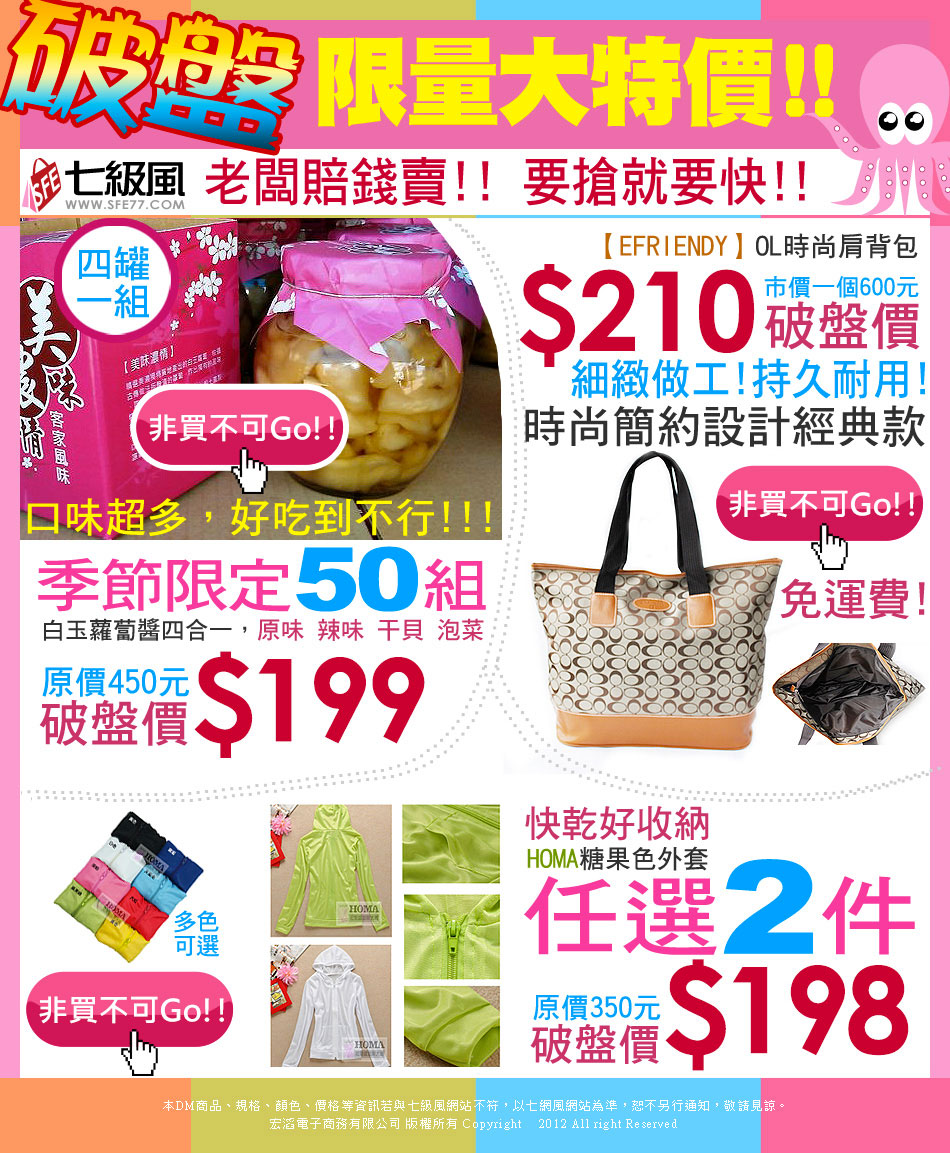 破盤 限量大特價!!
SFE 七級風 老闆賠錢賣!! 要搶就要快!!
WWW.SFE77.COM
四罐
一組
美
味
情
客家風味
【美味濃情】
非買不可Go!!
口味超多，好吃到不行!!!
季節限定50組
白玉蘿蔔醬四合一，原味 辣味 干貝 泡菜
原價450元
破盤價 $199
【EFRIENDY】OL時尚肩背包
$210 市價一個600元
破盤價
細緻做工!持久耐用!
時尚簡約設計經典款
非買不可Go!!
免運費!
多色
可選
非買不可Go!!
HOMA
HOMA
HOMA
HOMA
快乾好收納
HOMA糖果色外套
任選2件
原價350元
破盤價 $198
本DM商品、規格、顏色、價格等資訊若與七級風網站不符，以七網風網站為準，恕不另行通知，敬請見諒。
宏滔電子商務有限公司 版權所有 Copyright 2012 All right Reserved